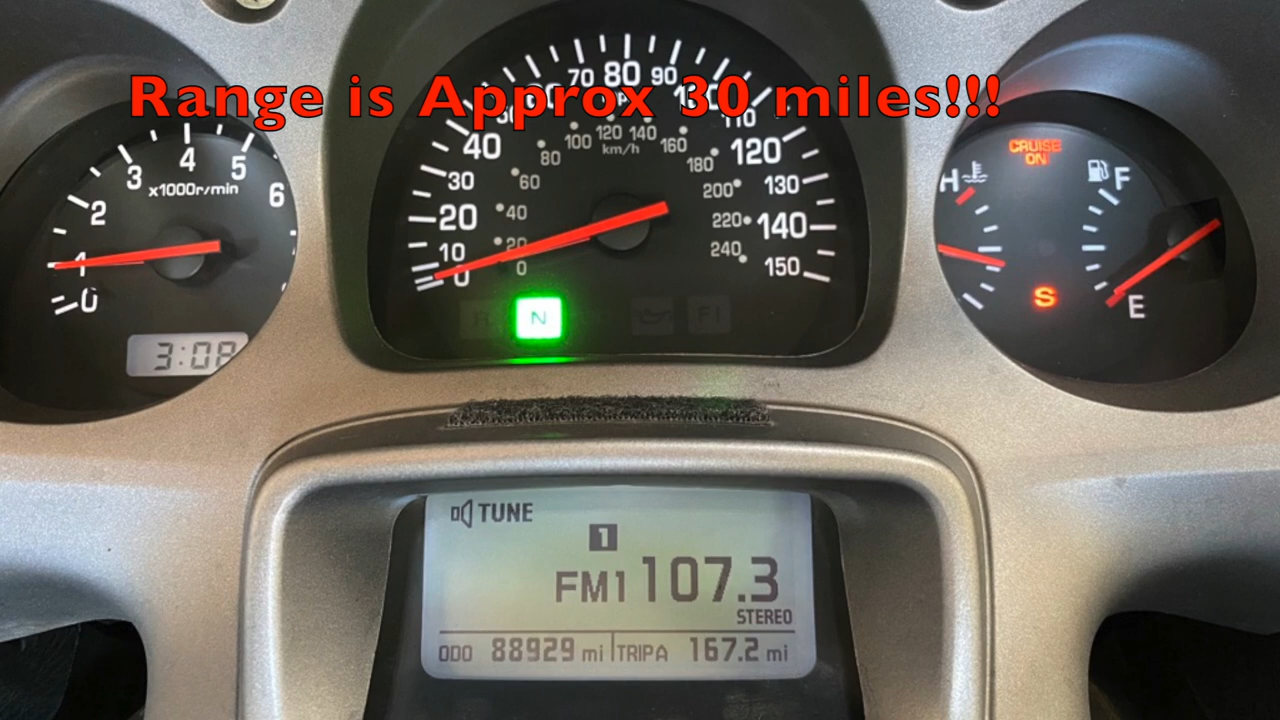 Range is Approx 30 miles!!!
0 1 2 3 4 5 6
x1000r/min
3:08
0 10 20 30 40 60 70 80 90 110 120 130 140 150
0 20 40 60 80 100 120 140 160 180 200 220 240
km/h
N
FI
H
CRUISE
ON
F
S
E
TUNE
1
FM1 107.3
STEREO
ODO 88929 mi TRIPA 167.2 mi